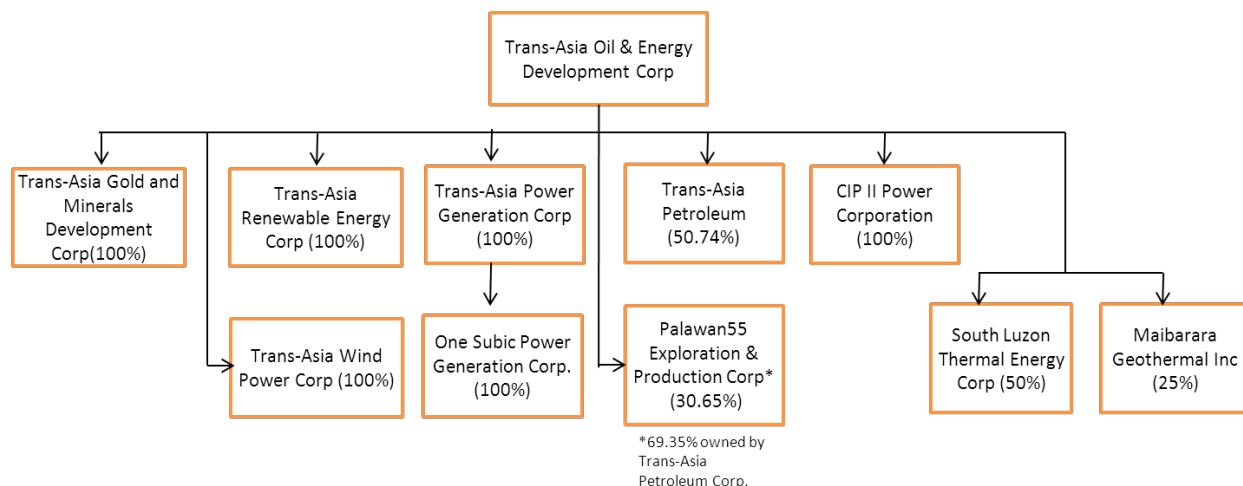 Trans-Asia Oil & Energy
Development Corp
Trans-Asia Gold and
Minerals
Development
Corp(100%)
Trans-Asia
Renewable Energy
Corp (100%)
Trans-Asia Power
Generation Corp
(100%)
Trans-Asia
Petroleum
(50.74%)
CIP II Power
Corporation
(100%)
Trans-Asia Wind
Power Corp (100%)
One Subic Power
Generation Corp.
(100%)
Palawan55
Exploration &
Production Corp*
(30.65%)
South Luzon
Thermal Energy
Corp (50%)
Maibarara
Geothermal Inc
(25%)
*69.35% owned by
Trans-Asia
Petroleum Corp.